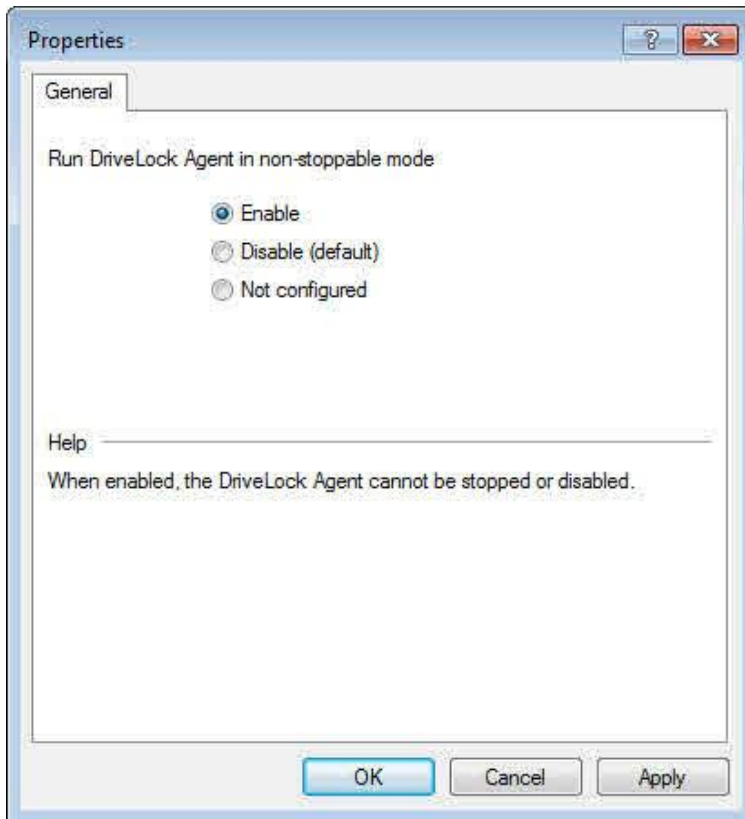 Properties
General
Run DriveLock Agent in non-stoppable mode
Enable
Disable (default)
Not configured
Help
When enabled, the DriveLock Agent cannot be stopped or disabled.
OK Cancel Apply